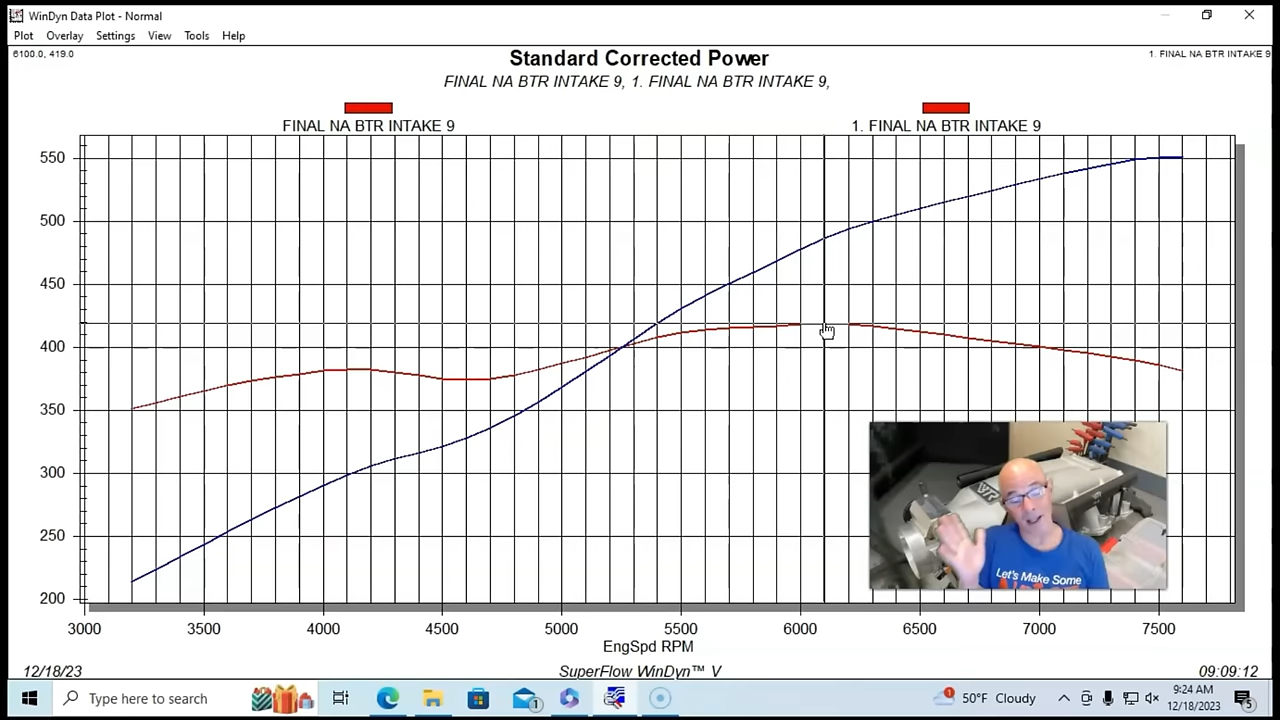 WinDyn Data Plot - Normal
Plot Overlay Settings View Tools Help
6100.0, 419.0
1. FINAL NA BTR INTAKE 9
Standard Corrected Power
FINAL NA BTR INTAKE 9, 1. FINAL NA BTR INTAKE 9,
FINAL NA BTR INTAKE 9
1. FINAL NA BTR INTAKE 9
550
500
450
400
350
300
250
200
3000 3500 4000 4500 5000 5500 6000 6500 7000 7500
EngSpd RPM
Let's Make Some
12/18/23
SuperFlow WinDyn™ V
09:09:12
Type here to search
1
1
50°F Cloudy
9:24 AM
12/18/2023
5